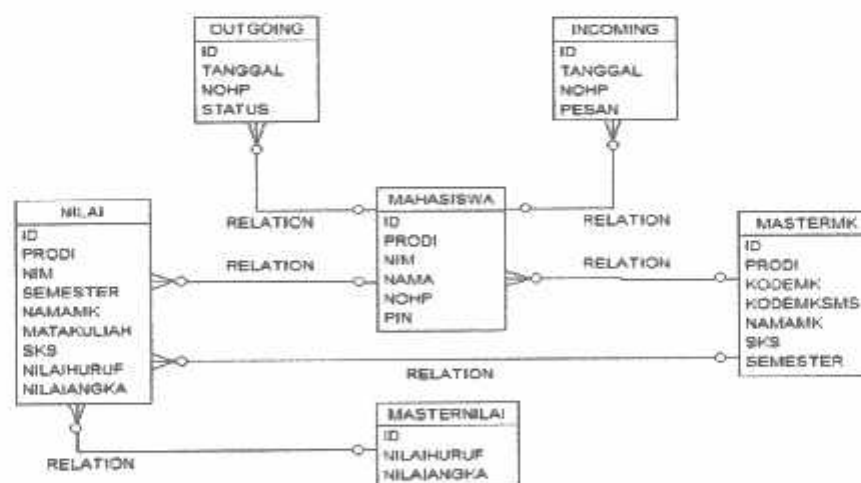 OUTGOING
ID
TANGGAL
NOHP
STATUS
INCOMING
ID
TANGGAL
NOHP
PESAN
RELATION
RELATION
NILAI
ID
PRODI
NIM
SEMESTER
NAMAMK
MATAKULIAH
SKS
NILAIHURUF
NILAIANGKA
RELATION
MAHASISWA
ID
PRODI
NIM
NAMA
NOHP
PIN
RELATION
MASTERMK
ID
PRODI
KODEMK
KODEMKSMS
NAMAMK
SKS
SEMESTER
RELATION
RELATION
MASTERNILAI
ID
NILAIHURUF
NILAIANGKA